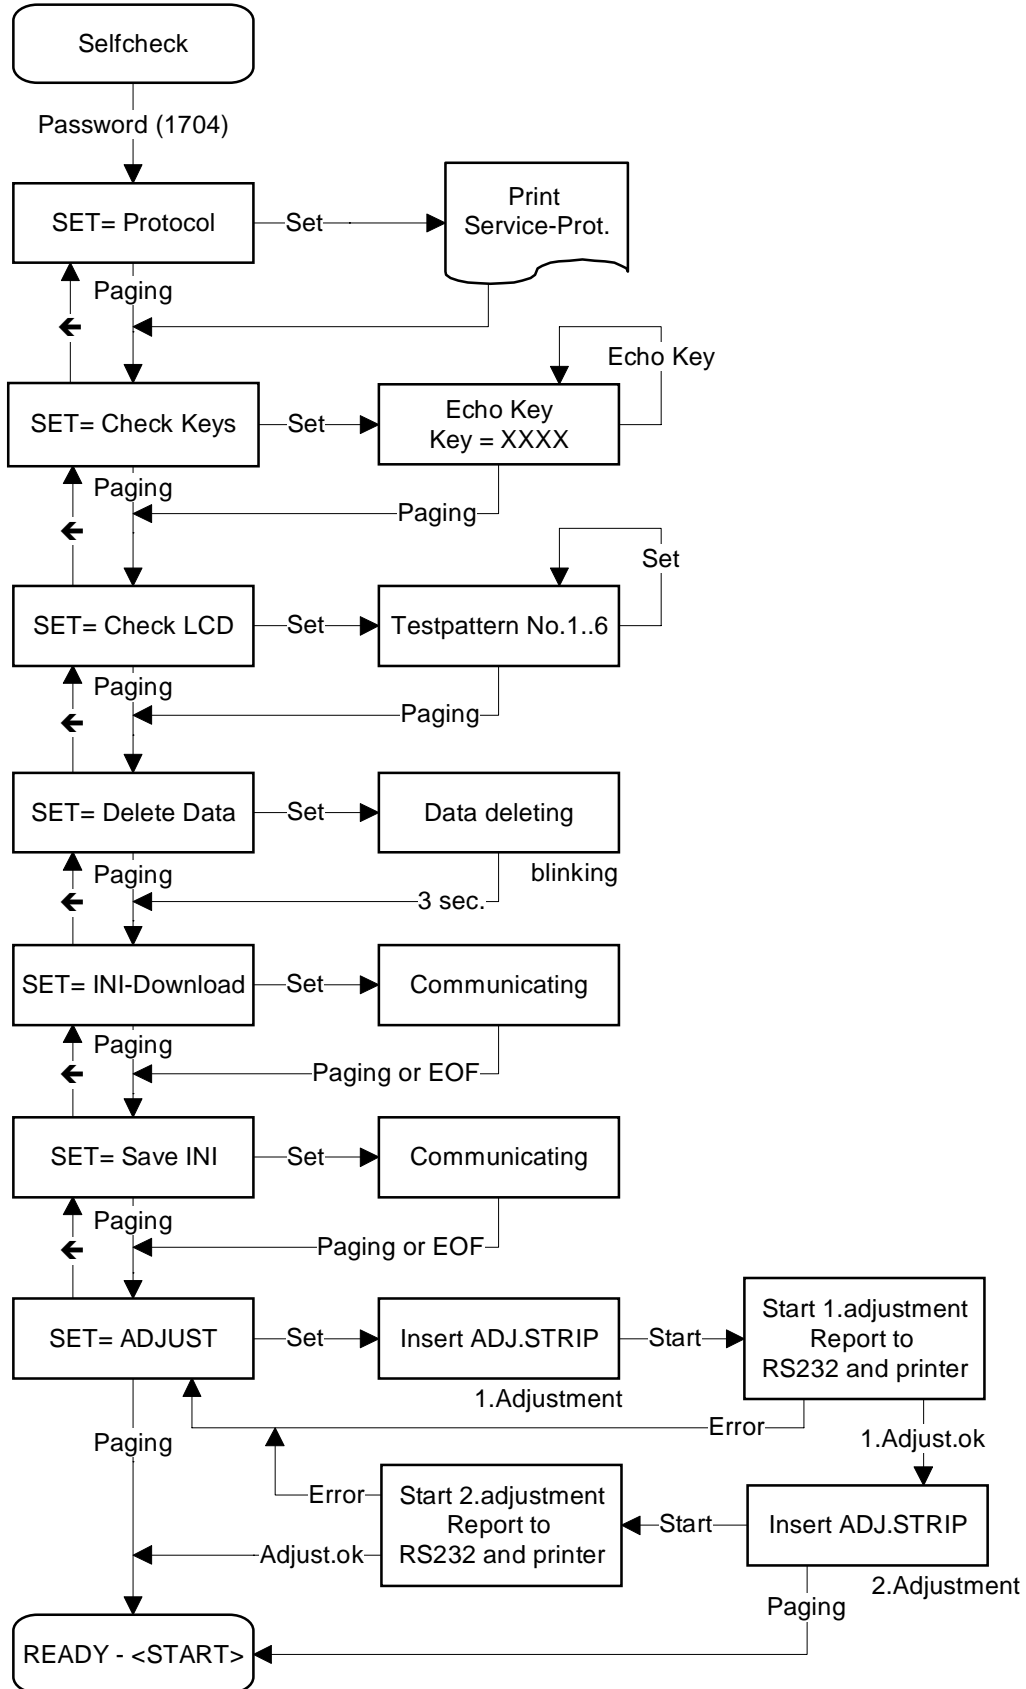 Selfcheck
Password (1704)
SET= Protocol
Set
Print
Service-Prot.
Paging
Echo Key
SET= Check Keys
Set
Echo Key
Key = XXXX
Paging
Paging
Set
SET= Check LCD
Set
Testpattern No.1..6
Paging
Paging
SET= Delete Data
Set
Data deleting
blinking
Paging
3 sec.
SET= INI-Download
Set
Communicating
Paging
Paging or EOF
SET= Save INI
Set
Communicating
Paging
Paging or EOF
SET= ADJUST
Set
Insert ADJ.STRIP
1.Adjustment
Start
Start 1.adjustment
Report to
RS232 and printer
Error
1.Adjust.ok
Paging
Error
Start 2.adjustment
Report to
RS232 and printer
Start
Insert ADJ.STRIP
2.Adjustment
Adjust.ok
Paging
READY - <START>